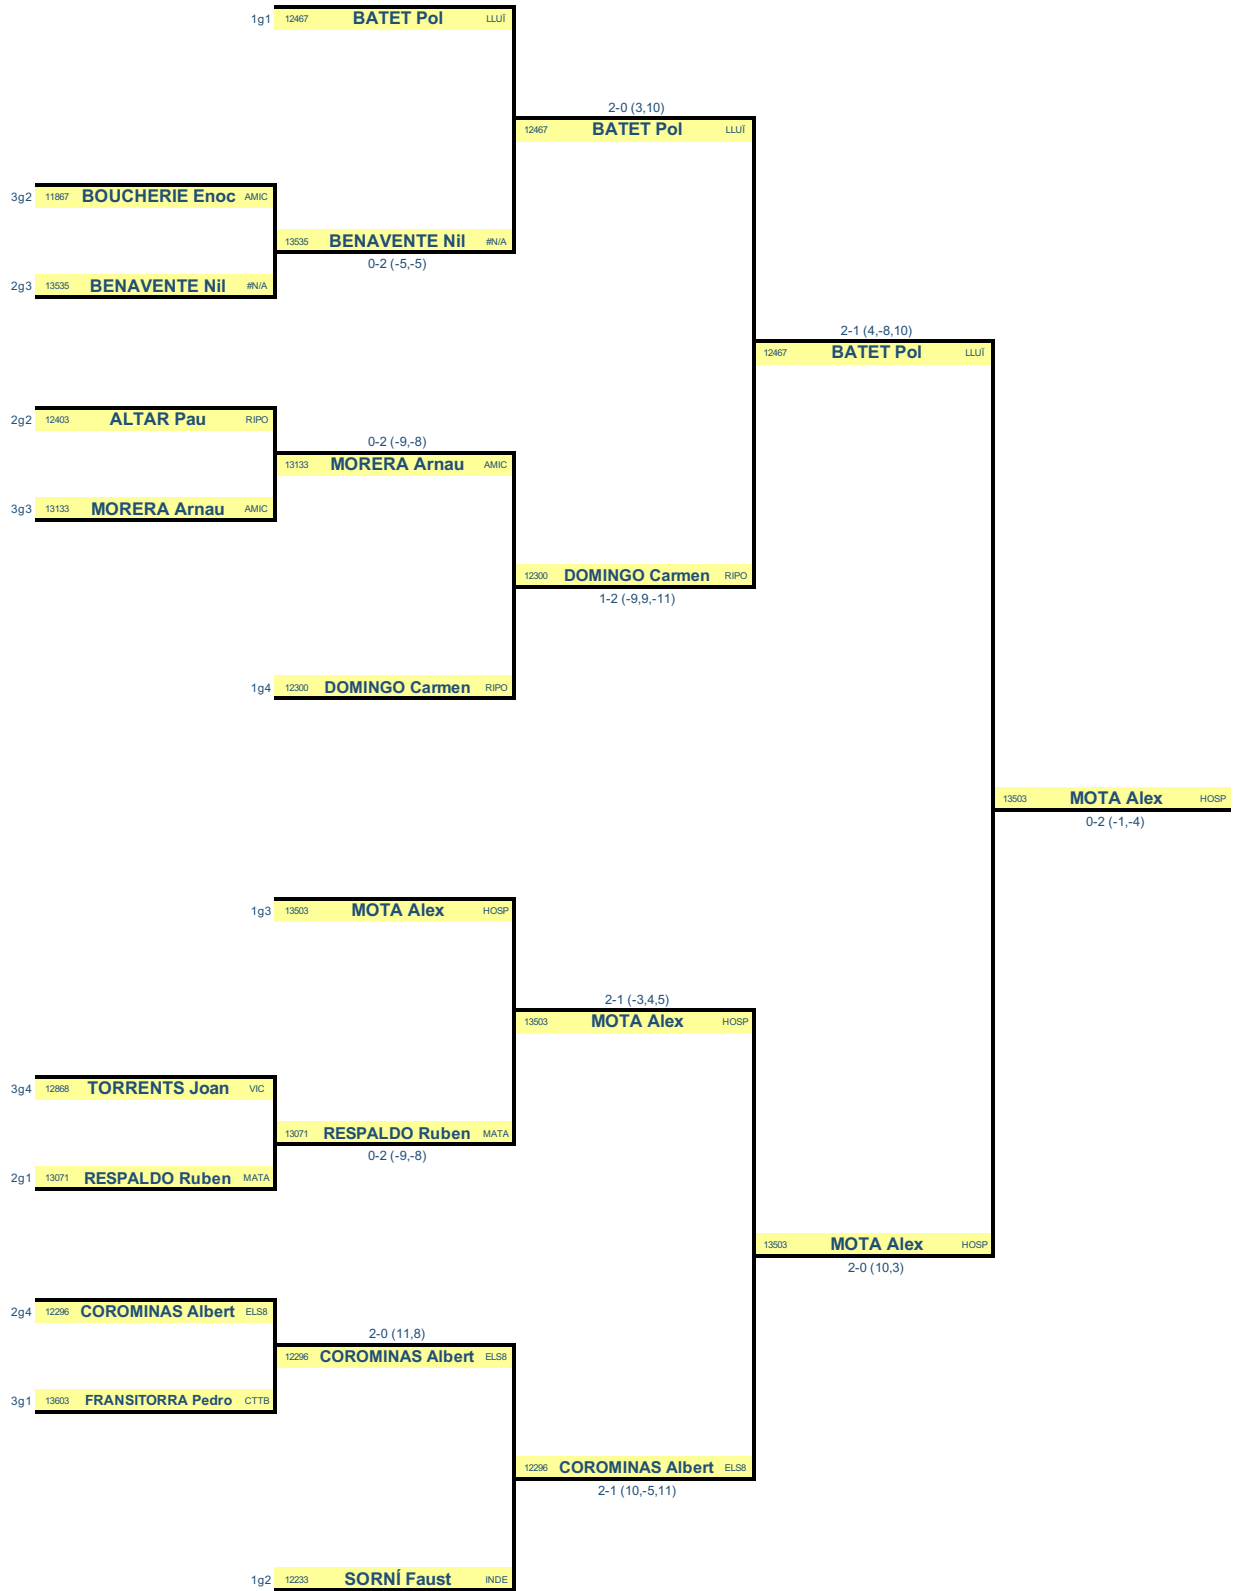 1g1 12467 BATET Pol LLUÏ
2-0 (3,10)
12467 BATET Pol LLUÏ
3g2 11867 BOUCHERIE Enoc AMIC
13535 BENAVENTE Nil #N/A
0-2 (-5,-5)
2g3 13535 BENAVENTE Nil #N/A
2-1 (4,-8,10)
12467 BATET Pol LLUÏ
2g2 12403 ALTAR Pau RIPO
0-2 (-9,-8)
13133 MORERA Arnau AMIC
3g3 13133 MORERA Arnau AMIC
12300 DOMINGO Carmen RIPO
1-2 (-9,9,-11)
1g4 12300 DOMINGO Carmen RIPO
13503 MOTA Alex HOSP
0-2 (-1,-4)
1g3 13503 MOTA Alex HOSP
2-1 (-3,4,5)
13503 MOTA Alex HOSP
3g4 12868 TORRENTS Joan VIC
13071 RESPALDO Ruben MATA
0-2 (-9,-8)
2g1 13071 RESPALDO Ruben MATA
13503 MOTA Alex HOSP
2-0 (10,3)
2g4 12296 COROMINAS Albert ELS8
2-0 (11,8)
12296 COROMINAS Albert ELS8
3g1 13603 FRANSITORRA Pedro CTTB
12296 COROMINAS Albert ELS8
2-1 (10,-5,11)
1g2 12233 SORNÍ Faust INDE